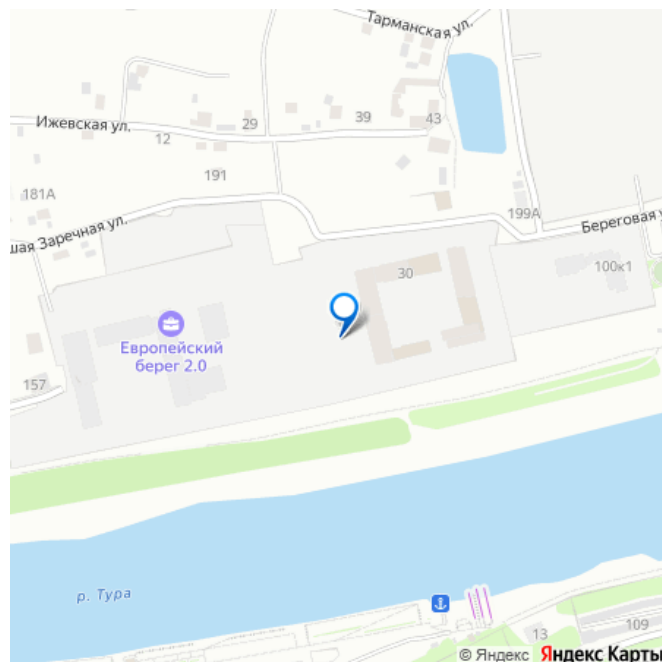 Тарманская ул.
Ижевская ул.
29
39
43
12
191
181А
199А
шая Заречная ул.
Береговая у
30
100к1
Европейский
берег 2.0
157
р. Тура
13
109
© Яндекс Яндекс Карты